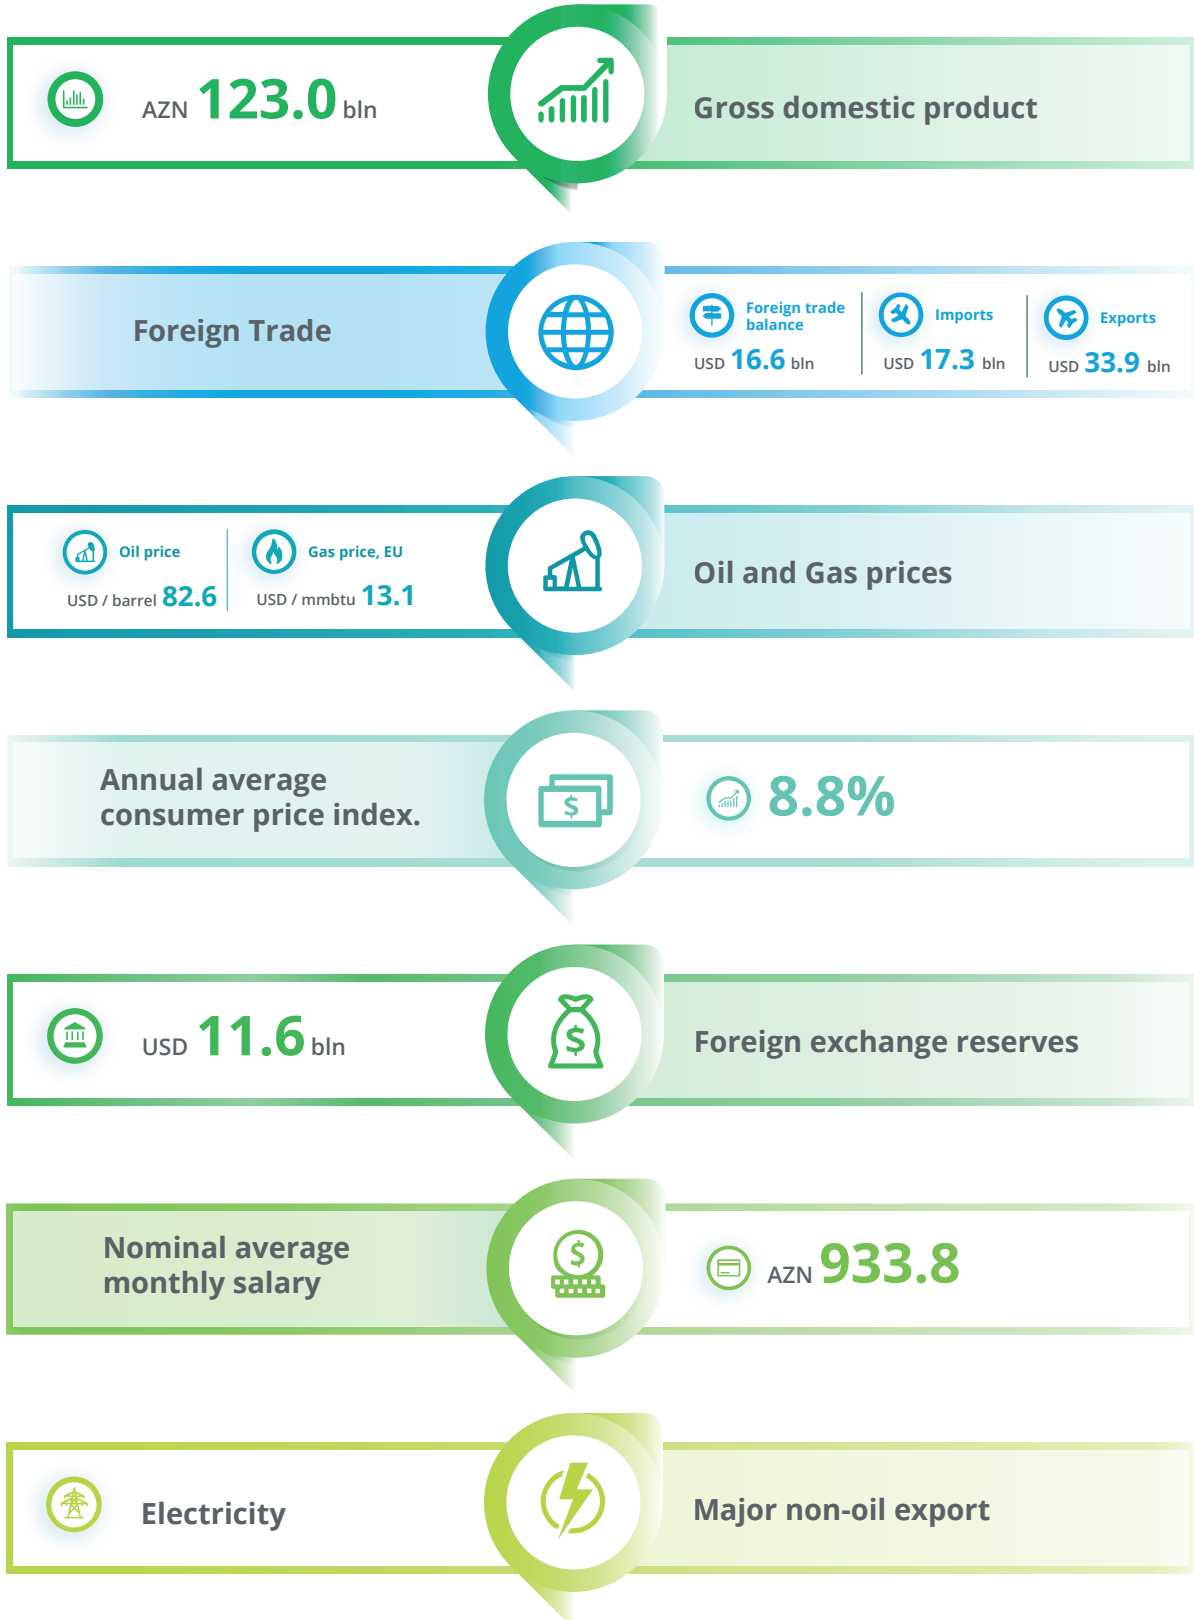 AZN 123.0 bln
Gross domestic product
Foreign Trade
Foreign trade
balance
USD 16.6 bln
Imports
USD 17.3 bln
Exports
USD 33.9 bln
Oil price
USD / barrel 82.6
Gas price, EU
USD / mmbtu 13.1
Oil and Gas prices
Annual average
consumer price index.
$
8.8%
USD 11.6 bln
$
Foreign exchange reserves
Nominal average
monthly salary
$
AZN 933.8
Electricity
Major non-oil export